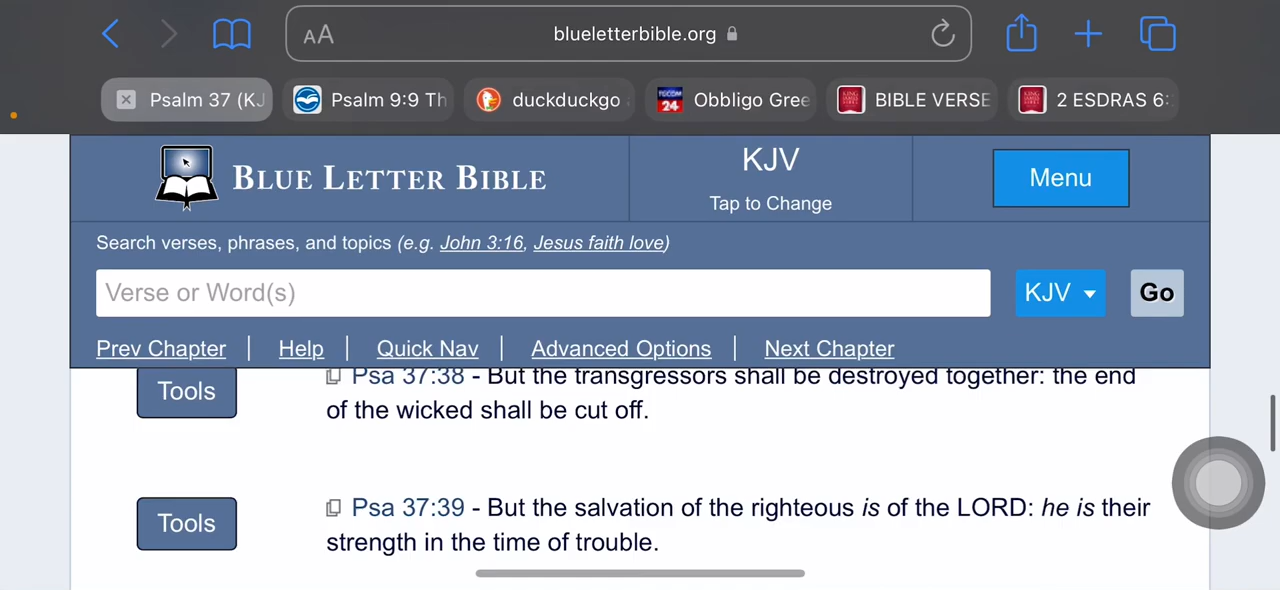 AA blueletterbible.org
Psalm 37 (KJ Psalm 9:9 Th duckduckgo TGCOM 24 Obbligo Gree BIBLE VERSE 2 ESDRAS 6:
BLUE LETTER BIBLE
KJV
Tap to Change
Menu
Search verses, phrases, and topics (e.g. John 3:16, Jesus faith love)
Verse or Word(s) KJV Go
Prev Chapter | Help | Quick Nav | Advanced Options | Next Chapter
Tools
Psa 37:38 - But the transgressors shall be destroyed together: the end
of the wicked shall be cut off.
Tools
Psa 37:39 - But the salvation of the righteous is of the LORD: he is their
strength in the time of trouble.